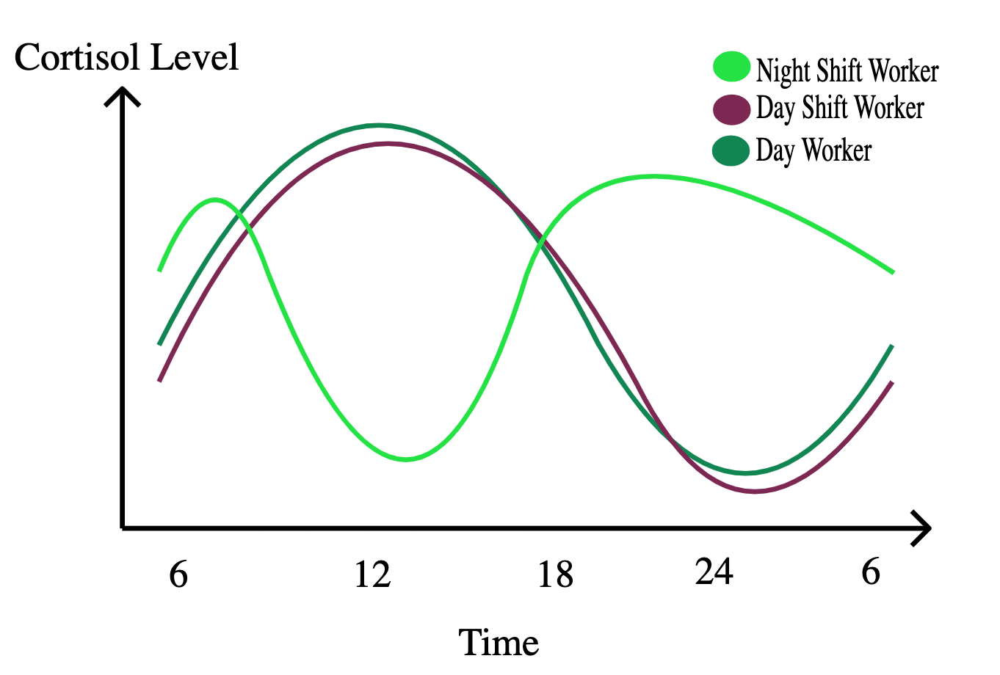 Cortisol Level
Night Shift Worker
Day Shift Worker
Day Worker
6 12 18 24 6
Time